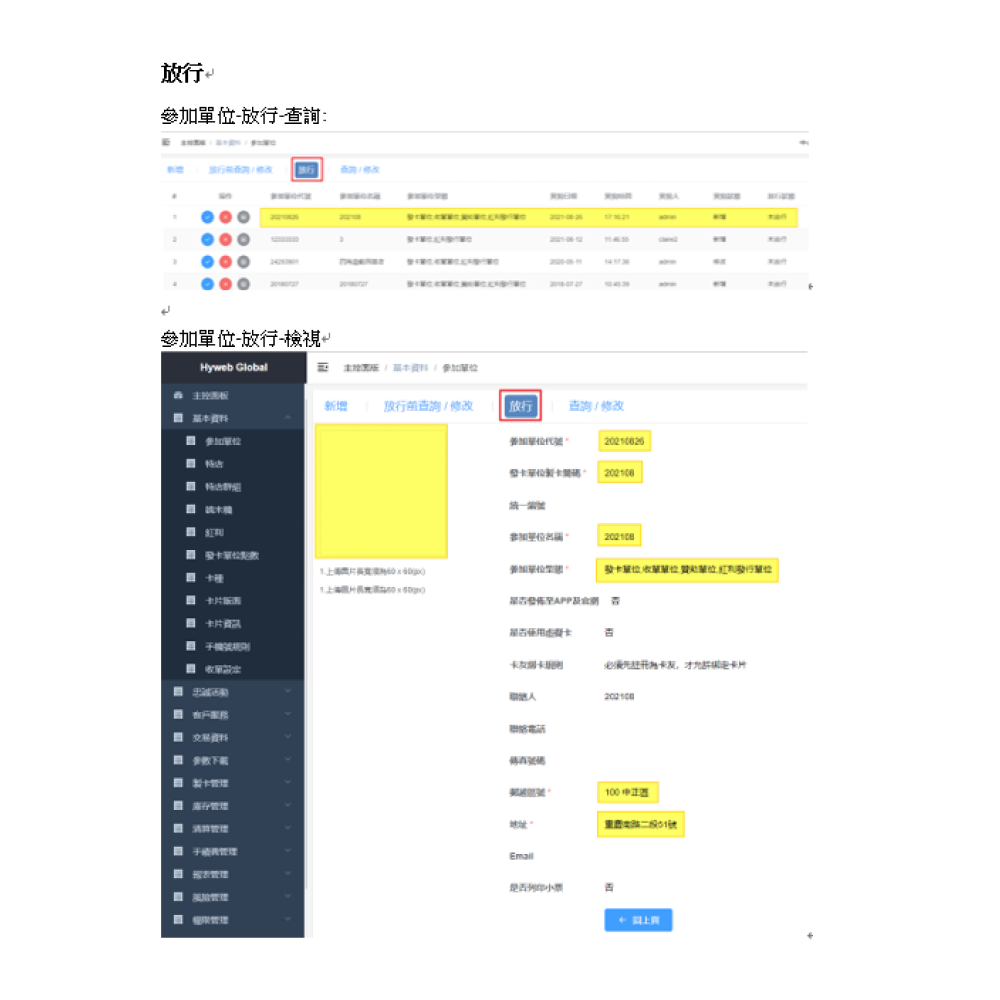 放行
參加單位-放行-查詢:
主控面板 / 基本資料 / 參加單位
新增 放行前查詢 / 修改 放行 查詢 / 修改
# 操作 參加單位代號 參加單位名稱 參加單位型態 異動日期 異動時間 異動人 異動狀態 放行狀態
1 20210826 202108 發卡單位,收單單位,贊助單位,紅利發行單位 2021-08-26 17:16:21 admin 新增 未放行
2 12333333 3 發卡單位,紅利發行單位 2021-08-12 11:46:55 claire2 新增 未放行
3 發卡單位,收單單位,紅利發行單位 2020-05-11 14:17:38 admin 修改 未放行
4 20180727 20180727 發卡單位,收單單位,贊助單位,紅利發行單位 2018-07-27 10:43:39 admin 新增 未放行
參加單位-放行-檢視
Hyweb Global
主控面板 / 基本資料 / 參加單位
主控面板
基本資料
參加單位
特店
特店群組
端末機
紅利
發卡單位點數
卡種
卡片版面
卡片資訊
手機號規則
收單設定
忠誠活動
客戶服務
交易資料
參數下載
製卡管理
庫存管理
清算管理
手續費管理
報表管理
風險管理
權限管理
新增 放行前查詢 / 修改 放行 查詢 / 修改
1.上傳圖片長寬須為60 x 60(px)
1.上傳圖片長寬須為60 x 60(px)
參加單位代號 * 20210826
發卡單位製卡簡碼 * 202108
統一編號
參加單位名稱 * 202108
參加單位型態 * 發卡單位,收單單位,贊助單位,紅利發行單位
是否發佈至APP及官網 否
是否使用虛擬卡 否
卡友綁卡規則 必須先註冊為卡友，才允許綁定卡片
聯絡人 202108
聯絡電話
傳真號碼
郵遞區號 * 100 中正區
地址 * 重慶南路二段51號
Email
是否列印小票 否
← 回上頁